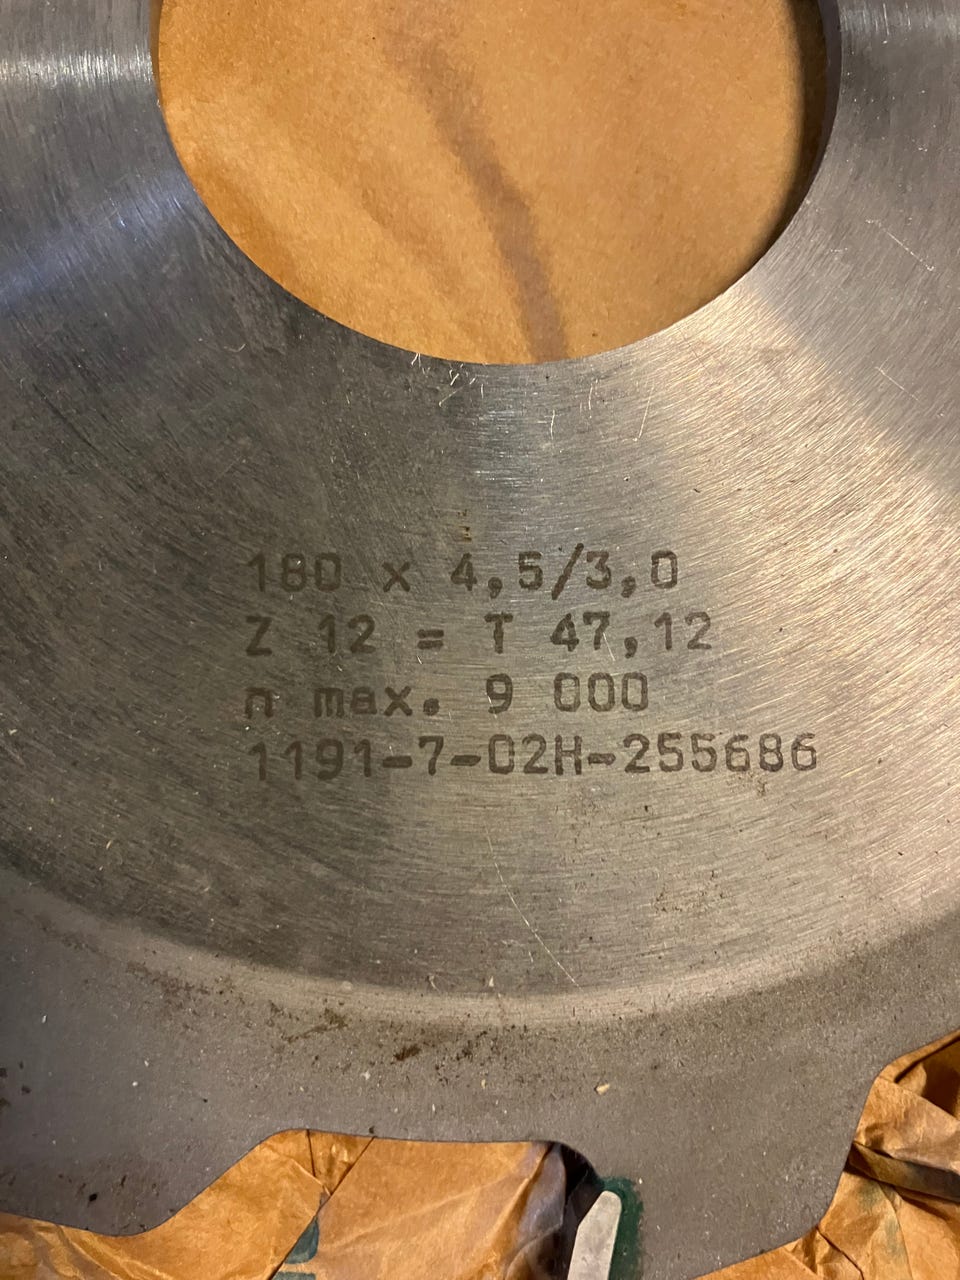 180 x 4,5/3,0
Z 12 = T 47,12
n max. 9 000
1191-7-02H-255686